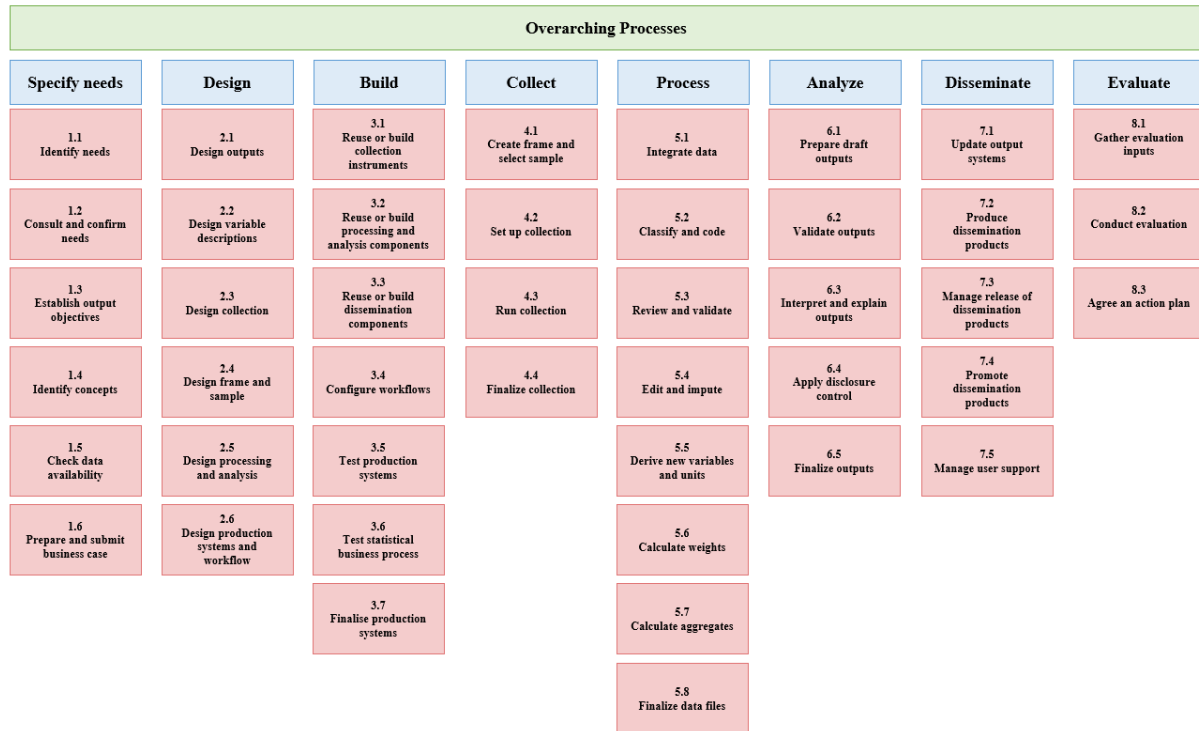 Overarching Processes
Specify needs
Design
Build
Collect
Process
Analyze
Disseminate
Evaluate
1.1
Identify needs
1.2
Consult and confirm
needs
1.3
Establish output
objectives
1.4
Identify concepts
1.5
Check data
availability
1.6
Prepare and submit
business case
2.1
Design outputs
2.2
Design variable
descriptions
2.3
Design collection
2.4
Design frame and
sample
2.5
Design processing
and analysis
2.6
Design production
systems and
workflow
3.1
Reuse or build
collection
instruments
3.2
Reuse or build
processing and
analysis components
3.3
Reuse or build
dissemination
components
3.4
Configure workflows
3.5
Test production
systems
3.6
Test statistical
business process
3.7
Finalise production
systems
4.1
Create frame and
select sample
4.2
Set up collection
4.3
Run collection
4.4
Finalize collection
5.1
Integrate data
5.2
Classify and code
5.3
Review and validate
5.4
Edit and impute
5.5
Derive new variables
and units
5.6
Calculate weights
5.7
Calculate aggregates
5.8
Finalize data files
6.1
Prepare draft
outputs
6.2
Validate outputs
6.3
Interpret and explain
outputs
6.4
Apply disclosure
control
6.5
Finalize outputs
7.1
Update output
systems
7.2
Produce
dissemination
products
7.3
Manage release of
dissemination
products
7.4
Promote
dissemination
products
7.5
Manage user support
8.1
Gather evaluation
inputs
8.2
Conduct evaluation
8.3
Agree an action plan